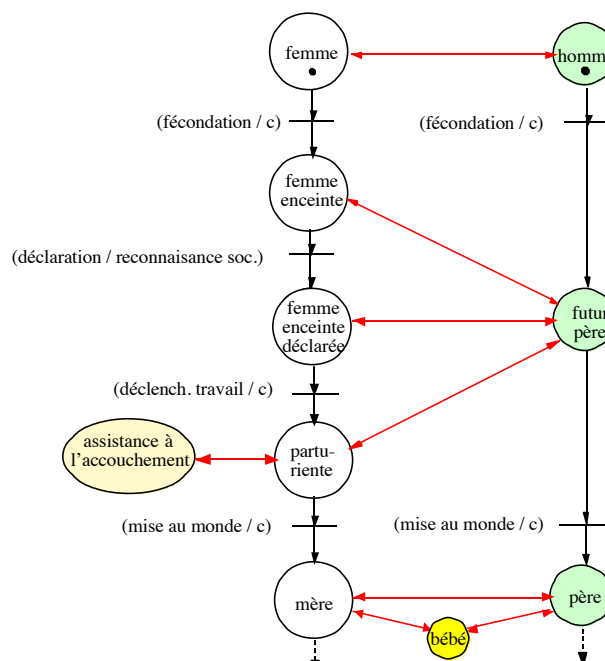 femme
homm
(fécondation / c)
(fécondation / c)
femme
enceinte
(déclaration / reconnaisance soc.)
femme
enceinte
déclarée
futur
père
(déclench. travail / c)
assistance à
l'accouchement
partu-
riente
(mise au monde / c)
(mise au monde / c)
mère
père
bébé